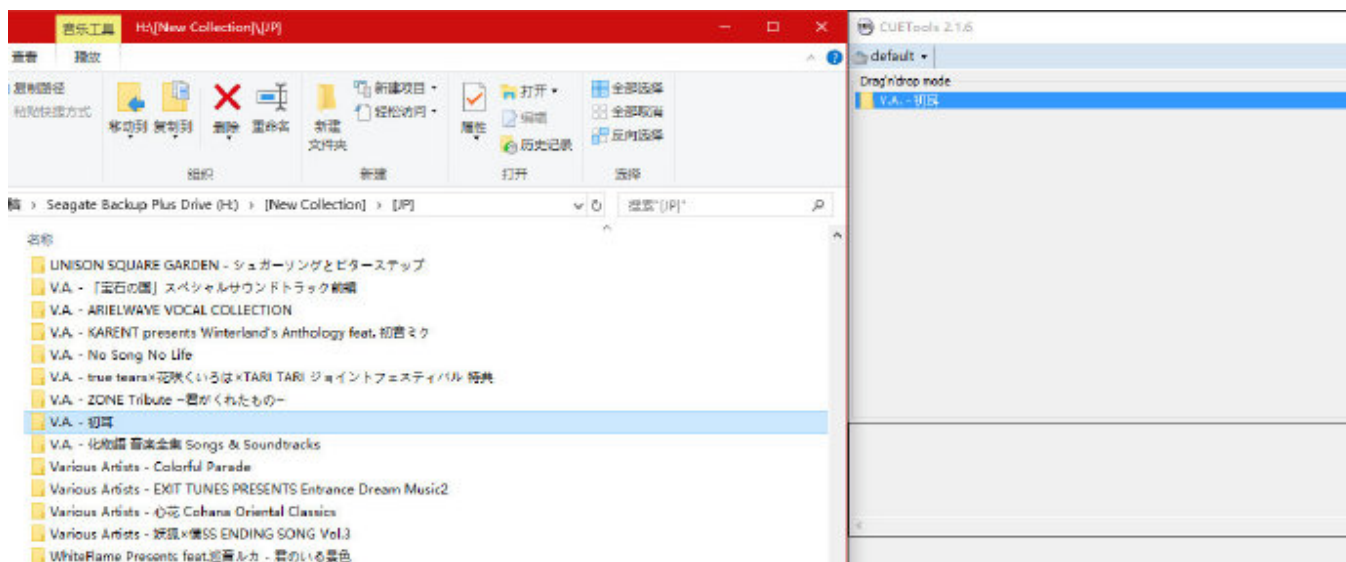 音乐工具 H:\[New Collection]\[JP]
查看 播放
复制路径
粘贴快捷方式
移动到 复制到 删除 重命名
新建
文件夹
新建项目
轻松访问
属性
打开
编辑
历史记录
全部选择
全部取消
反向选择
组织 新建 打开 选择
Seagate Backup Plus Drive (H:) > [New Collection] > [JP]
搜索"[JP]"
名称
UNISON SQUARE GARDEN - シュガーソングとビターステップ
V.A. - 「宝石の国」スペシャルサウンドトラック前編
V.A. - ARIELWAVE VOCAL COLLECTION
V.A. - KARENT presents Winterland's Anthology feat. 初音ミク
V.A. - No Song No Life
V.A. - true tears×花咲くいろは×TARI TARI ジョイントフェスティバル 特典
V.A. - ZONE Tribute ~君がくれたもの~
V.A. - 初耳
V.A. - 化物語 音楽全集 Songs & Soundtracks
Various Artists - Colorful Parade
Various Artists - EXIT TUNES PRESENTS Entrance Dream Music2
Various Artists - 心花 Cohana Oriental Classics
Various Artists - 妖狐×僕SS ENDING SONG Vol.3
WhiteFlame Presents feat.巡音ルカ - 君のいる景色
CUETools 2.1.6
default
Drag'n'drop mode
V.A. - 初耳